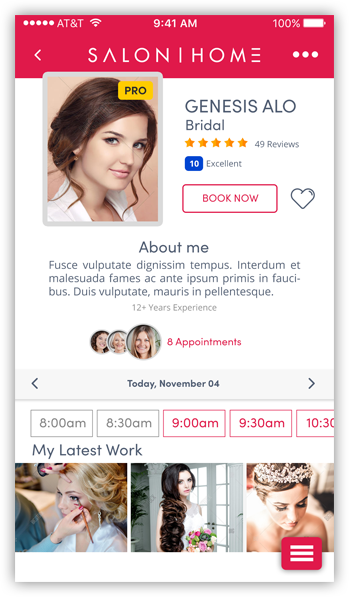 AT&T 9:41 AM 100%
SALON|HOME
PRO
GENESIS ALO
Bridal
49 Reviews
10 Excellent
BOOK NOW
About me
Fusce vulputate dignissim tempus. Interdum et
malesuada fames ac ante ipsum primis in fauci-
bus. Duis vulputate, mauris in pellentesque.
12+ Years Experience
8 Appointments
Today, November 04
8:00am 8:30am 9:00am 9:30am 10:30
My Latest Work